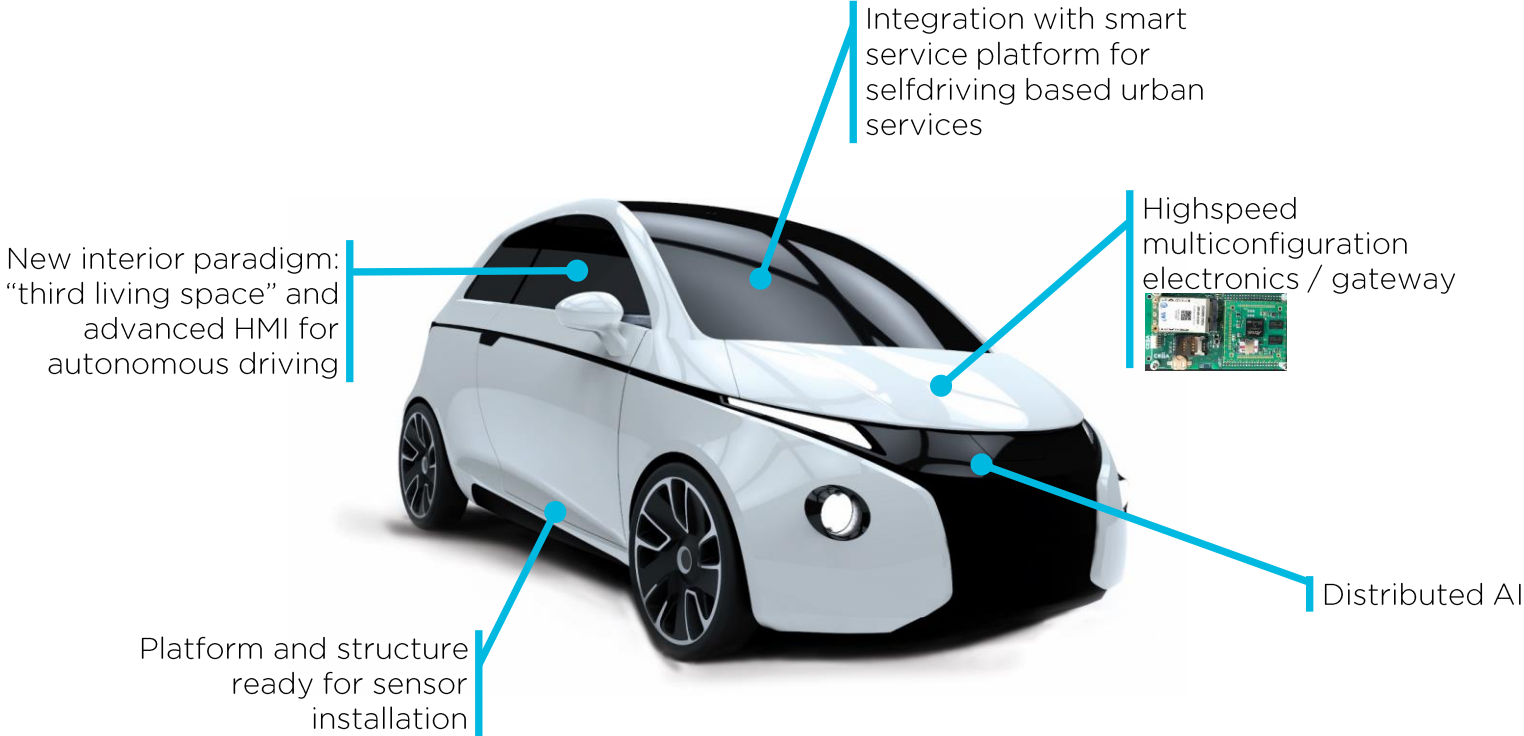 Integration with smart
service platform for
selfdriving based urban
services
Highspeed
multiconfiguration
electronics / gateway
New interior paradigm:
“third living space” and
advanced HMI for
autonomous driving
Distributed AI
Platform and structure
ready for sensor
installation